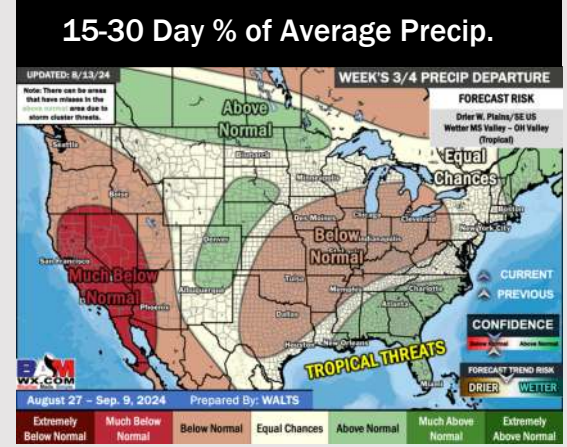 15-30 Day % of Average Precip.
UPDATED: 8/13/24
WEEK'S 3/4 PRECIP DEPARTURE
Note: There can be areas
that have misses in the
above normal area due to
storm cluster threats.
FORECAST RISK
Drier W. Plains/SE US
Wetter MS Valley - OH Valley
(Tropical)
Above
Normal
Equal
Chances
Seattle
Bismarck
Minneapolis
Boise
Boston
New York City
Des Moines
Chicago
Cleveland
Denver
Below
Normal
Indianapolis
San Francisco
Much Below
Normal
CURRENT
PREVIOUS
Tulsa
Albuquerque
Memphis
Charlotte
Phoenix
Atlanta
Dallas
CONFIDENCE
Below Normal
Above Normal
Houston
New Orleans
TROPICAL THREATS
Miami
FORECAST TREND RISK
DRIER
WETTER
BAM
WX.COM
August 27 – Sep. 9, 2024
Prepared By: WALTS
Extremely
Below Normal
Much Below
Normal
Below Normal
Equal Chances
Above Normal
Much Above
Normal
Extremely
Above Normal